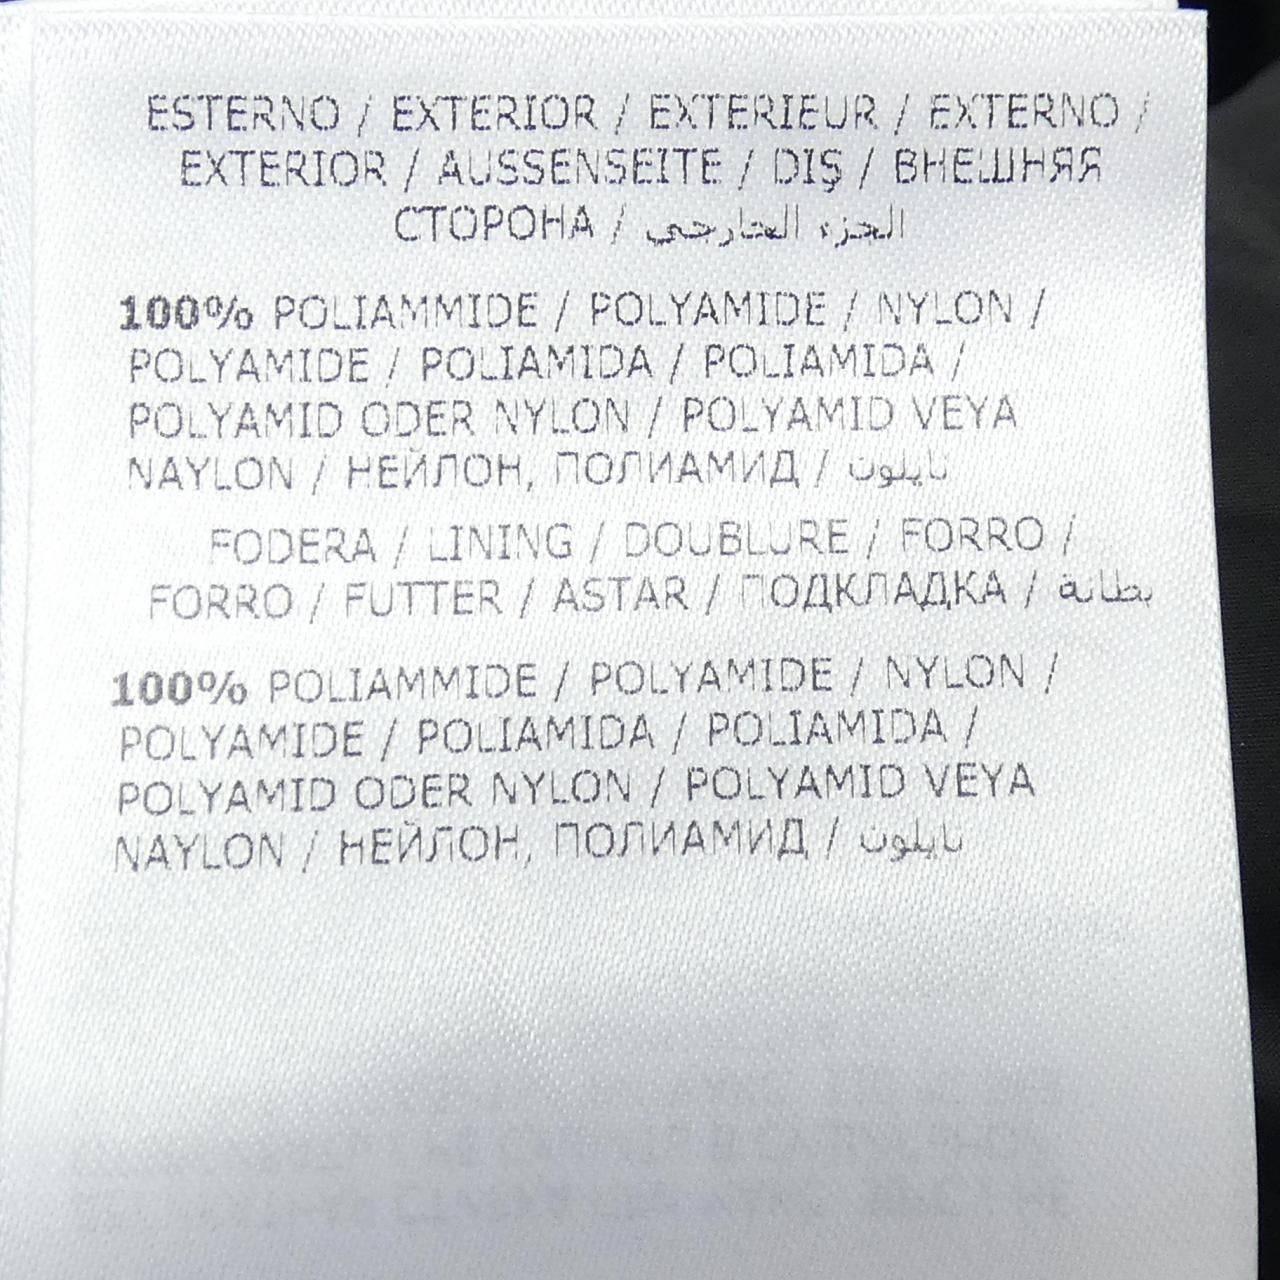 ESTERNO / EXTERIOR / EXTERIEUR / EXTERNO /
EXTERIOR / AUSSENSEITE / DIŞ / ВНЕШНЯЯ
СТОРОНА / الجزء الخارجي
100% POLIAMMIDE / POLYAMIDE / NYLON /
POLYAMIDE / POLIAMIDA / POLIAMIDA /
POLYAMID ODER NYLON / POLYAMID VEYA
NAYLON / НЕЙЛОН, ПОЛИАМИД / نايلون
FODERA / LINING / DOUBLURE / FORRO /
FORRO / FUTTER / ASTAR / ПОДКЛАДКА / بطانة
100% POLIAMMIDE / POLYAMIDE / NYLON /
POLYAMIDE / POLIAMIDA / POLIAMIDA /
POLYAMID ODER NYLON / POLYAMID VEYA
NAYLON / НЕЙЛОН, ПОЛИАМИД / نايلون